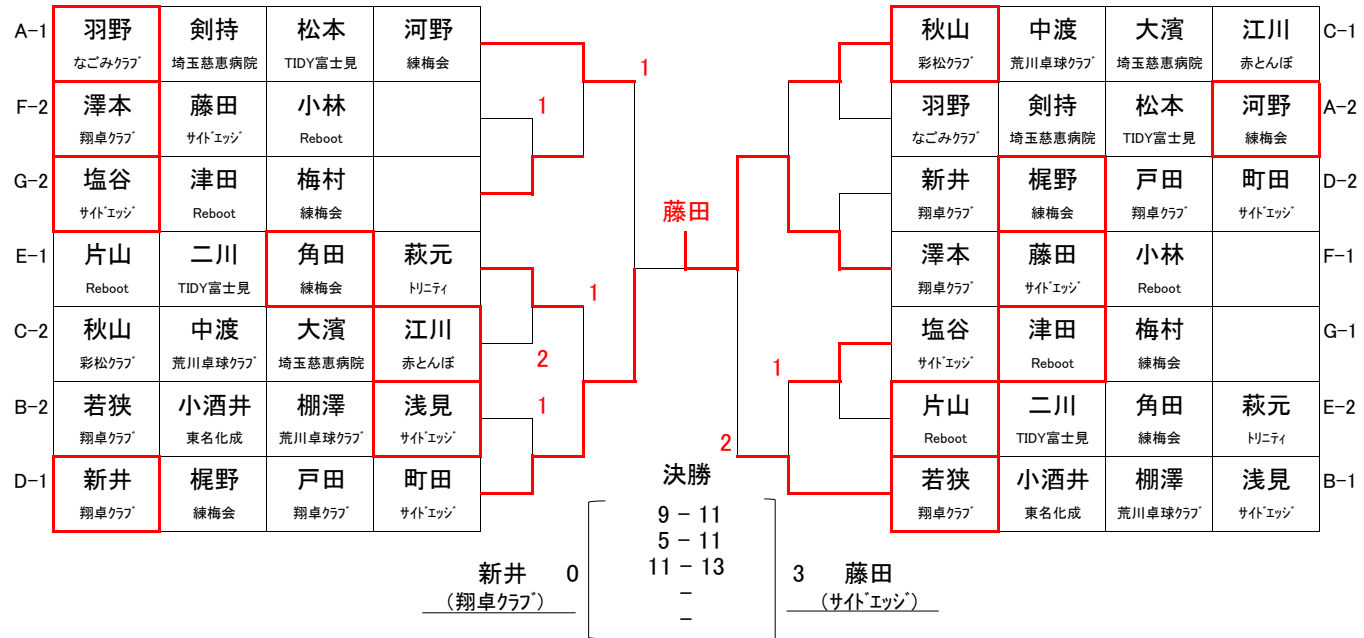 A-1 羽野 剣持 松本 河野
なごみクラブ 埼玉慈恵病院 TIDY富士見 練梅会
F-2 澤本 藤田 小林
翔卓クラブ サイドエッジ Reboot
G-2 塩谷 津田 梅村
サイドエッジ Reboot 練梅会
E-1 片山 二川 角田 萩元
Reboot TIDY富士見 練梅会 トリニティ
C-2 秋山 中渡 大濱 江川
彩松クラブ 荒川卓球クラブ 埼玉慈恵病院 赤とんぼ
B-2 若狭 小酒井 棚澤 浅見
翔卓クラブ 東名化成 荒川卓球クラブ サイドエッジ
D-1 新井 梶野 戸田 町田
翔卓クラブ 練梅会 翔卓クラブ サイドエッジ
1
1
1
2
1
藤田
1
2
秋山 中渡 大濱 江川 C-1
彩松クラブ 荒川卓球クラブ 埼玉慈恵病院 赤とんぼ
羽野 剣持 松本 河野 A-2
なごみクラブ 埼玉慈恵病院 TIDY富士見 練梅会
新井 梶野 戸田 町田 D-2
翔卓クラブ 練梅会 翔卓クラブ サイドエッジ
澤本 藤田 小林 F-1
翔卓クラブ サイドエッジ Reboot
塩谷 津田 梅村 G-1
サイドエッジ Reboot 練梅会
片山 二川 角田 萩元 E-2
Reboot TIDY富士見 練梅会 トリニティ
若狭 小酒井 棚澤 浅見 B-1
翔卓クラブ 東名化成 荒川卓球クラブ サイドエッジ
決勝
9 - 11
5 - 11
11 - 13
-
-
新井 0 3 藤田
(翔卓クラブ) (サイドエッジ)